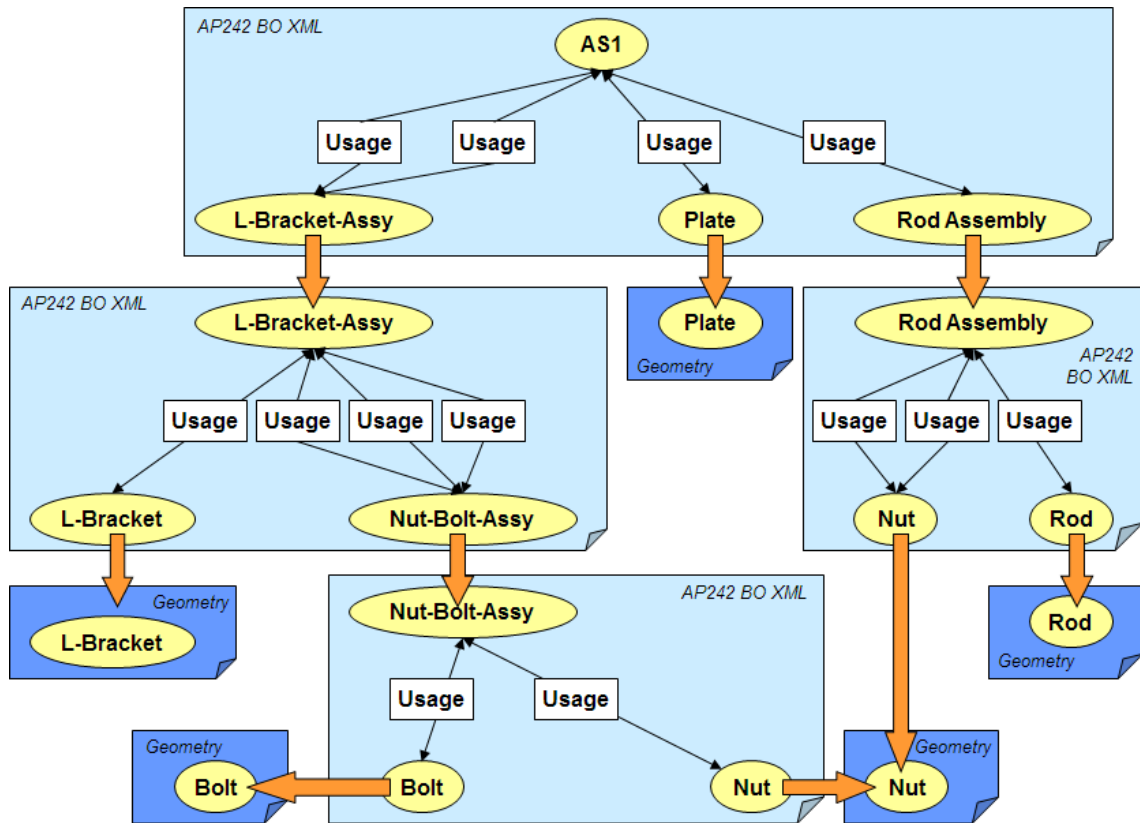 AP242 BO XML
AS1
Usage
Usage
Usage
Usage
L-Bracket-Assy
Plate
Rod Assembly
AP242 BO XML
L-Bracket-Assy
Usage
Usage
Usage
Usage
L-Bracket
Nut-Bolt-Assy
Plate
Geometry
Rod Assembly
AP242
BO XML
Usage
Usage
Usage
Nut
Rod
Geometry
L-Bracket
Nut-Bolt-Assy
AP242 BO XML
Usage
Usage
Bolt
Nut
Rod
Geometry
Geometry
Bolt
Geometry
Nut